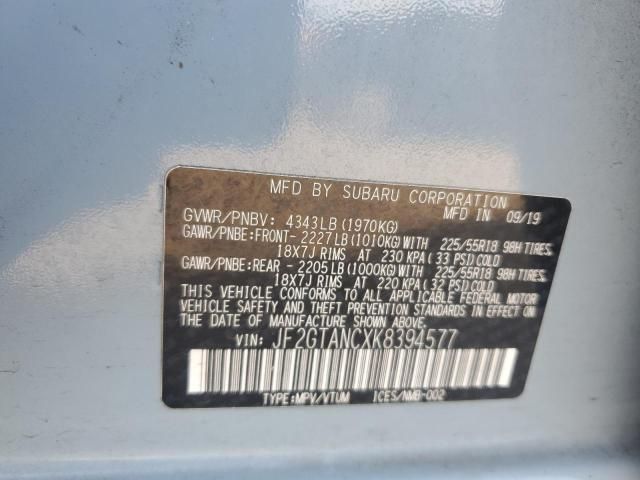 MFD BY SUBARU CORPORATION
MFD IN 09/19
GVWR/PNBV: 4343LB(1970KG)
GAWR/PNBE:FRONT-2227LB(1010KG)WITH 225/55R18 98H TIRES,
18X7J RIMS AT 230 KPA(33 PSI)COLD
GAWR/PNBE:REAR -2205LB(1000KG)WITH 225/55R18 98H TIRES,
18X7J RIMS AT 220 KPA(32 PSI)COLD
THIS VEHICLE CONFORMS TO ALL APPLICABLE FEDERAL MOTOR
VEHICLE SAFETY AND THEFT PREVENTION STANDARDS IN EFFECT ON
THE DATE OF MANUFACTURE SHOWN ABOVE.
VIN: JF2GTANCXK8394577
TYPE:MPV/VTUM ICES/NMB-002